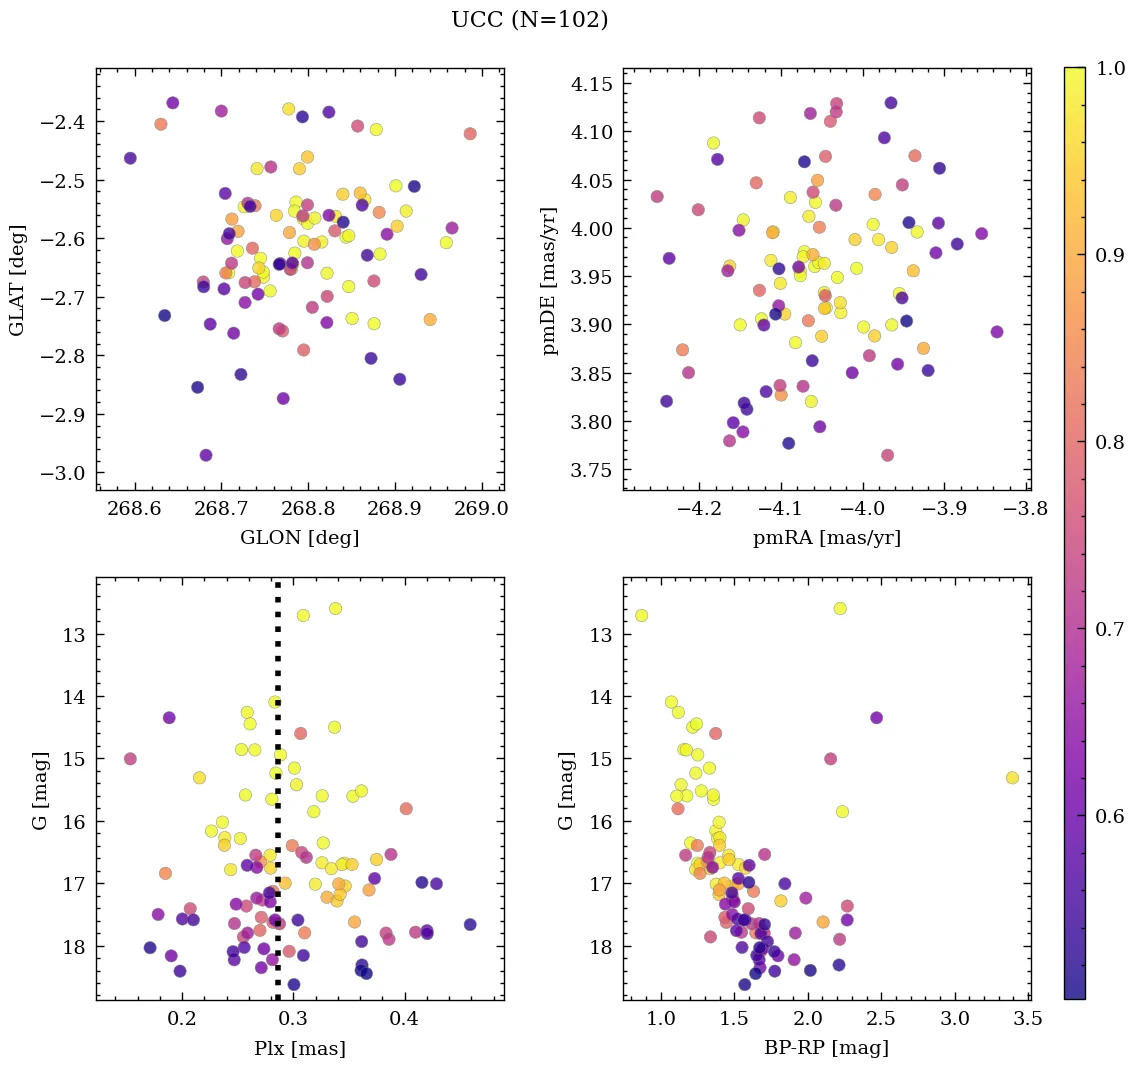 UCC (N=102)
−2.4
−2.5
−2.6
−2.7
−2.8
−2.9
−3.0
GLAT [deg]
268.6 268.7 268.8 268.9 269.0
GLON [deg]
4.15
4.10
4.05
4.00
3.95
3.90
3.85
3.80
3.75
pmDE [mas/yr]
−4.2 −4.1 −4.0 −3.9 −3.8
pmRA [mas/yr]
13
14
15
16
17
18
G [mag]
0.2 0.3 0.4
Plx [mas]
13
14
15
16
17
18
G [mag]
1.0 1.5 2.0 2.5 3.0 3.5
BP-RP [mag]
1.0
0.9
0.8
0.7
0.6